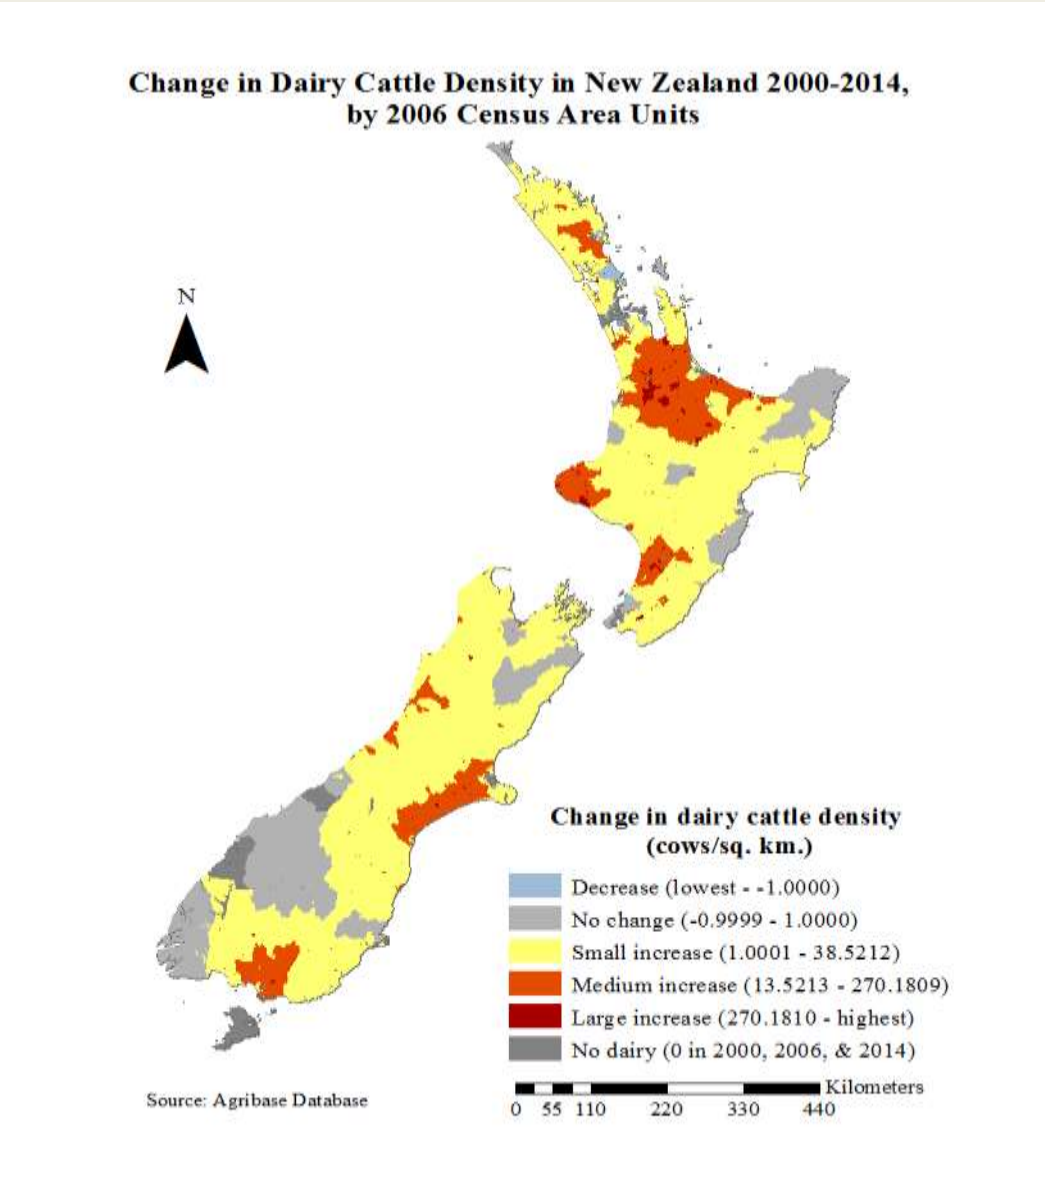 Change in Dairy Cattle Density in New Zealand 2000-2014,
by 2006 Census Area Units
N
Change in dairy cattle density
(cows/sq. km.)
Decrease (lowest - -1.0000)
No change (-0.9999 - 1.0000)
Small increase (1.0001 - 38.5212)
Medium increase (13.5213 - 270.1809)
Large increase (270.1810 - highest)
No dairy (0 in 2000, 2006, & 2014)
Kilometers
0 55 110 220 330 440
Source: Agribase Database